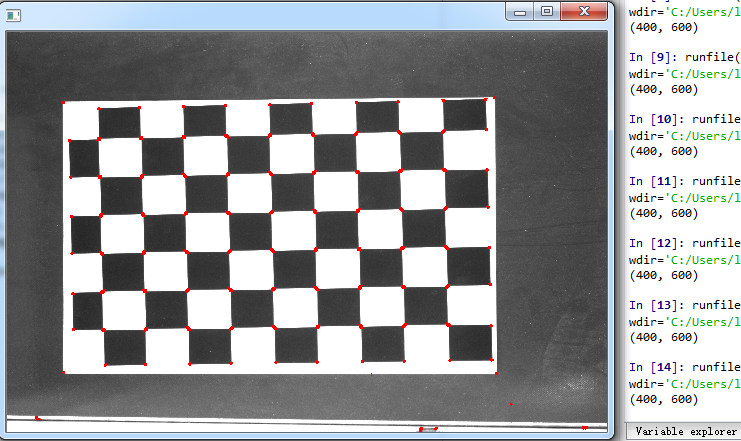 wdir='C:/Users/l
(400, 600)
In [9]: runfile(
wdir='C:/Users/l
(400, 600)
In [10]: runfile
wdir='C:/Users/l
(400, 600)
In [11]: runfile
wdir='C:/Users/l
(400, 600)
In [12]: runfile
wdir='C:/Users/l
(400, 600)
In [13]: runfile
wdir='C:/Users/l
(400, 600)
In [14]: runfile
wdir='C:/Users/l
(400, 600)
Variable explorer